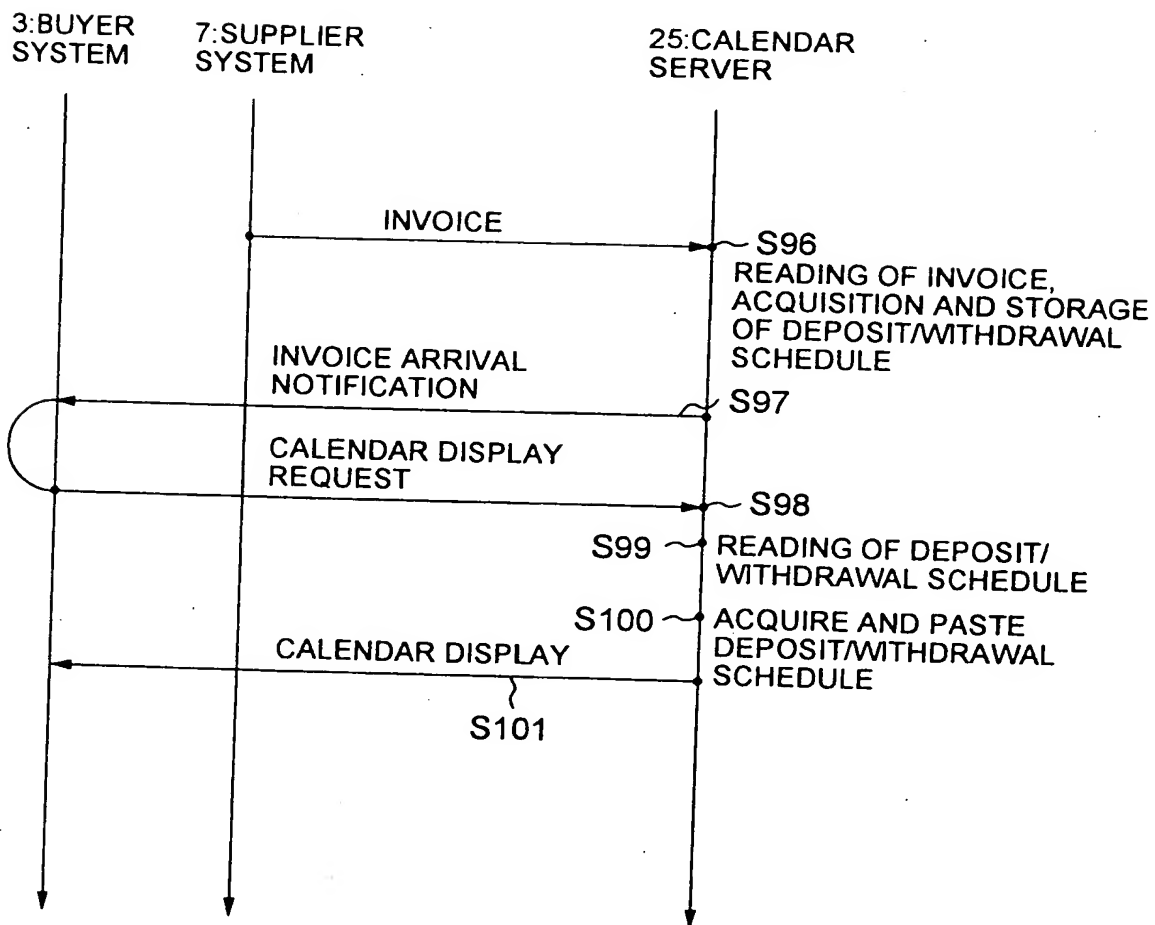 3:BUYER
SYSTEM
7:SUPPLIER
SYSTEM
25:CALENDAR
SERVER
INVOICE
S96
READING OF INVOICE,
ACQUISITION AND STORAGE
OF DEPOSIT/WITHDRAWAL
SCHEDULE
INVOICE ARRIVAL
NOTIFICATION
S97
CALENDAR DISPLAY
REQUEST
S98
S99
READING OF DEPOSIT/
WITHDRAWAL SCHEDULE
S100
ACQUIRE AND PASTE
DEPOSIT/WITHDRAWAL
SCHEDULE
CALENDAR DISPLAY
S101